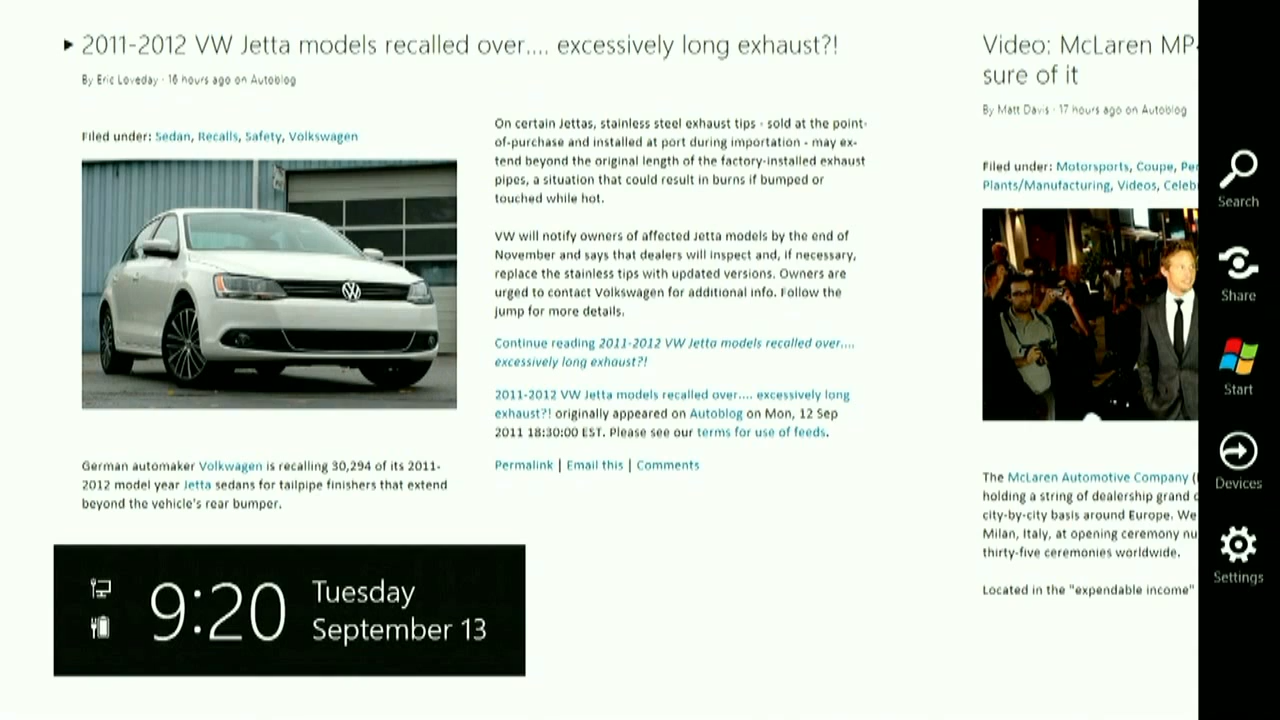 2011-2012 VW Jetta models recalled over.... excessively long exhaust?!
By Eric Loveday · 16 hours ago on Autoblog
Filed under: Sedan, Recalls, Safety, Volkswagen
German automaker Volkwagen is recalling 30,294 of its 2011-
2012 model year Jetta sedans for tailpipe finishers that extend
beyond the vehicle's rear bumper.
On certain Jettas, stainless steel exhaust tips - sold at the point-
of-purchase and installed at port during importation - may ex-
tend beyond the original length of the factory-installed exhaust
pipes, a situation that could result in burns if bumped or
touched while hot.
VW will notify owners of affected Jetta models by the end of
November and says that dealers will inspect and, if necessary,
replace the stainless tips with updated versions. Owners are
urged to contact Volkswagen for additional info. Follow the
jump for more details.
Continue reading 2011-2012 VW Jetta models recalled over....
excessively long exhaust?!
2011-2012 VW Jetta models recalled over.... excessively long
exhaust?! originally appeared on Autoblog on Mon, 12 Sep
2011 18:30:00 EST. Please see our terms for use of feeds.
Permalink | Email this | Comments
Video: McLaren MP
sure of it
By Matt Davis · 17 hours ago on Autoblog
Filed under: Motorsports, Coupe, Per
Plants/Manufacturing, Videos, Celeb
The McLaren Automotive Company (
holding a string of dealership grand
city-by-city basis around Europe. We
Milan, Italy, at opening ceremony nu
thirty-five ceremonies worldwide.
Located in the "expendable income"
Search
Share
Start
Devices
Settings
9:20
Tuesday
September 13